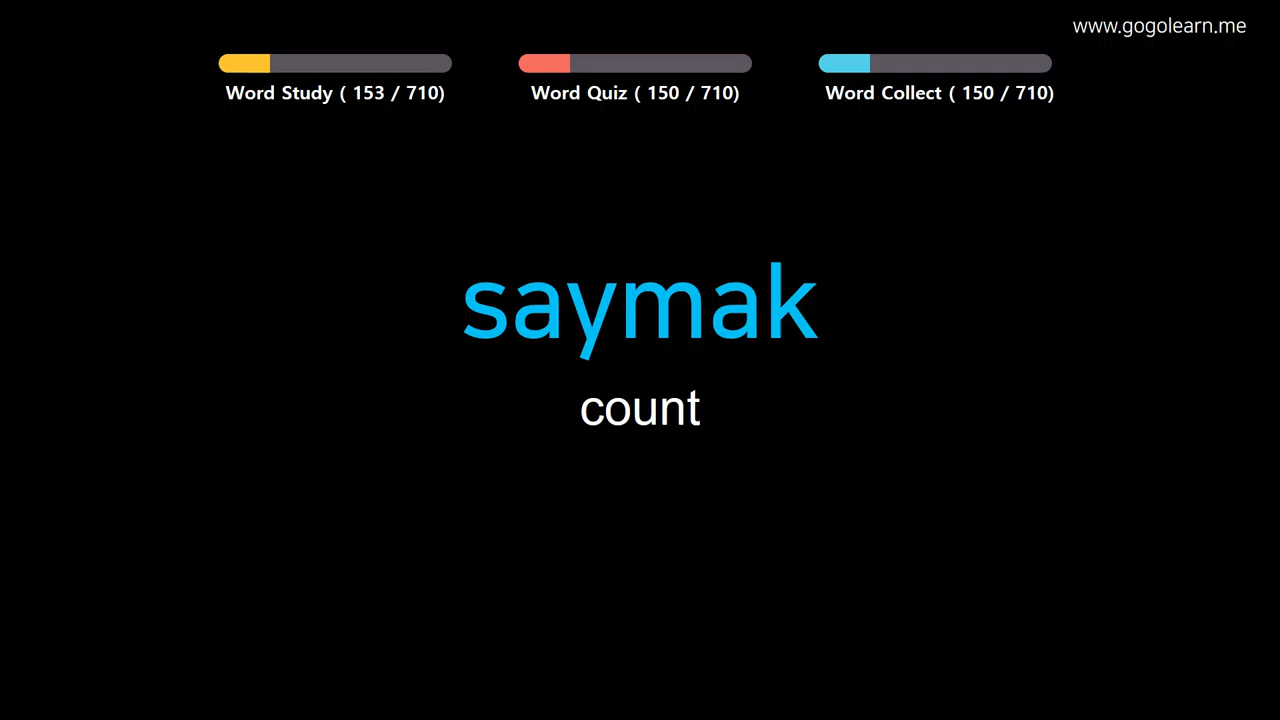 www.gogolearn.me
Word Study ( 153 / 710)
Word Quiz ( 150 / 710)
Word Collect ( 150 / 710)
saymak
count